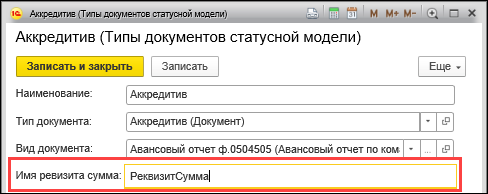 1С Аккредитив (Типы документов статусной модели) M M+ M-
Аккредитив (Типы документов статусной модели)
Записать и закрыть Записать Еще
Наименование: Аккредитив
Тип документа: Аккредитив (Документ)
Вид документа: Авансовый отчет ф.0504505 (Авансовый отчет по ком
Имя ревизита сумма: РеквизитСумма